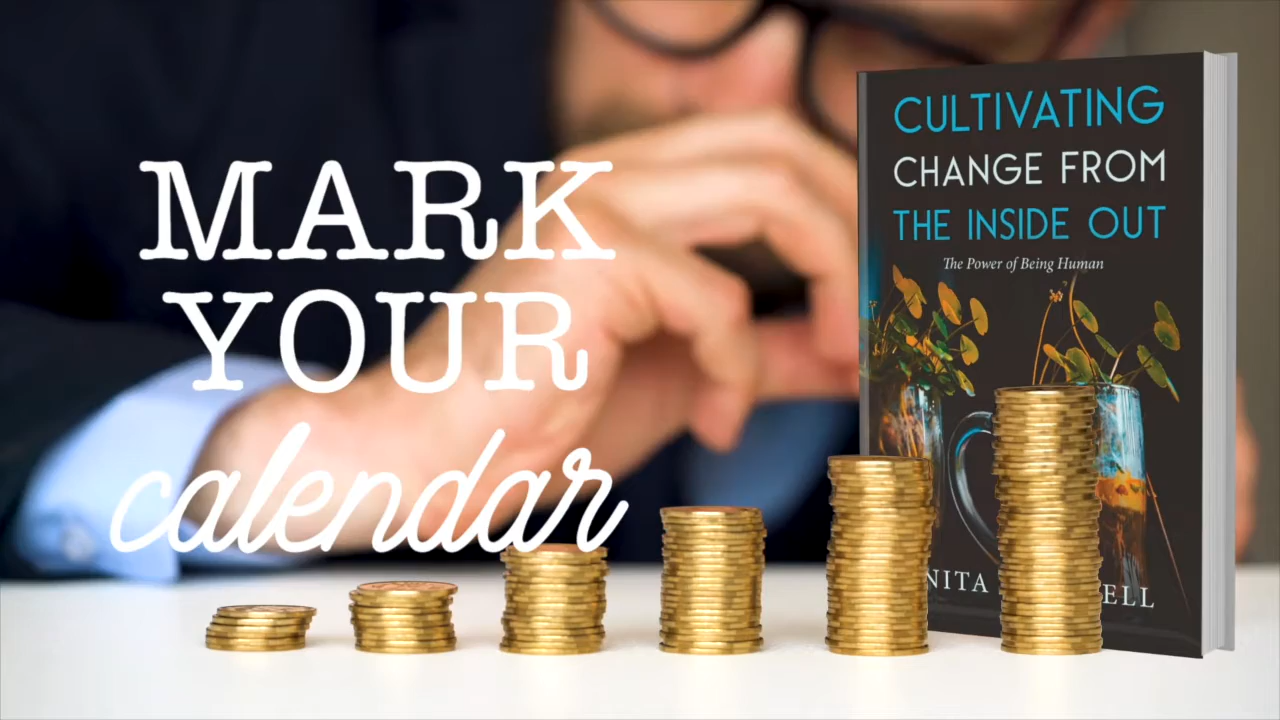 MARK
YOUR
calendar
CULTIVATING
CHANGE FROM
THE INSIDE OUT
The Power of Being Human